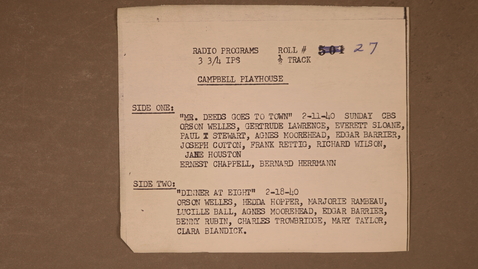 RADIO PROGRAMS ROLL # 501 27
3 3/4 IPS ½ TRACK
CAMPBELL PLAYHOUSE
SIDE ONE:
"MR. DEEDS GOES TO TOWN" 2-11-40 SUNDAY CBS
ORSON WELLES, GERTRUDE LAWRENCE, EVERETT SLOANE,
PAUL STEWART, AGNES MOOREHEAD, EDGAR BARRIER,
JOSEPH COTTON, FRANK RETTIG, RICHARD WILSON,
JANE HOUSTON
ERNEST CHAPPELL, BERNARD HERRMANN
SIDE TWO:
"DINNER AT EIGHT" 2-18-40
ORSON WELLES, HEDDA HOPPER, MARJORIE RAMBEAU,
LUCILLE BALL, AGNES MOOREHEAD, EDGAR BARRIER,
BENNY RUBIN, CHARLES TROWBRIDGE, MARY TAYLOR,
CLARA BLANDICK.